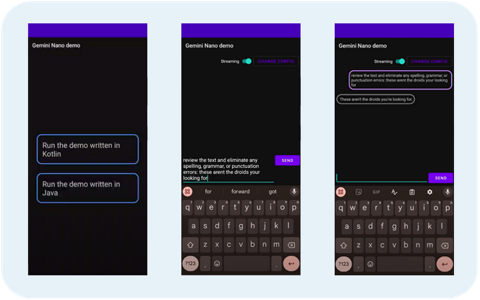 Gemini Nano demo
Run the demo written in
Kotlin
Run the demo written in
Java
Gemini Nano demo
Streaming
CHANGE CONFIG
review the text and eliminate any
spelling, grammar, or punctuation
errors: these arent the droids your
looking for
SEND
for forward got
q w e r t y u i o p
a s d f g h j k l
z x c v b n m
?123 , .
Gemini Nano demo
Streaming
CHANGE CONFIG
review the text and eliminate any spelling, grammar, or
punctuation errors: these arent the droids your looking
for
These aren't the droids you're looking for
SEND
GIF
q w e r t y u i o p
a s d f g h j k l
z x c v b n m
?123 , .